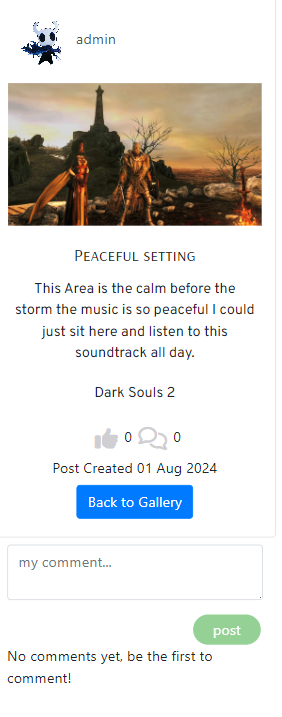 admin
Peaceful setting
This Area is the calm before the
storm the music is so peaceful I could
just sit here and listen to this
soundtrack all day.
Dark Souls 2
0 0
Post Created 01 Aug 2024
Back to Gallery
my comment...
post
No comments yet, be the first to
comment!